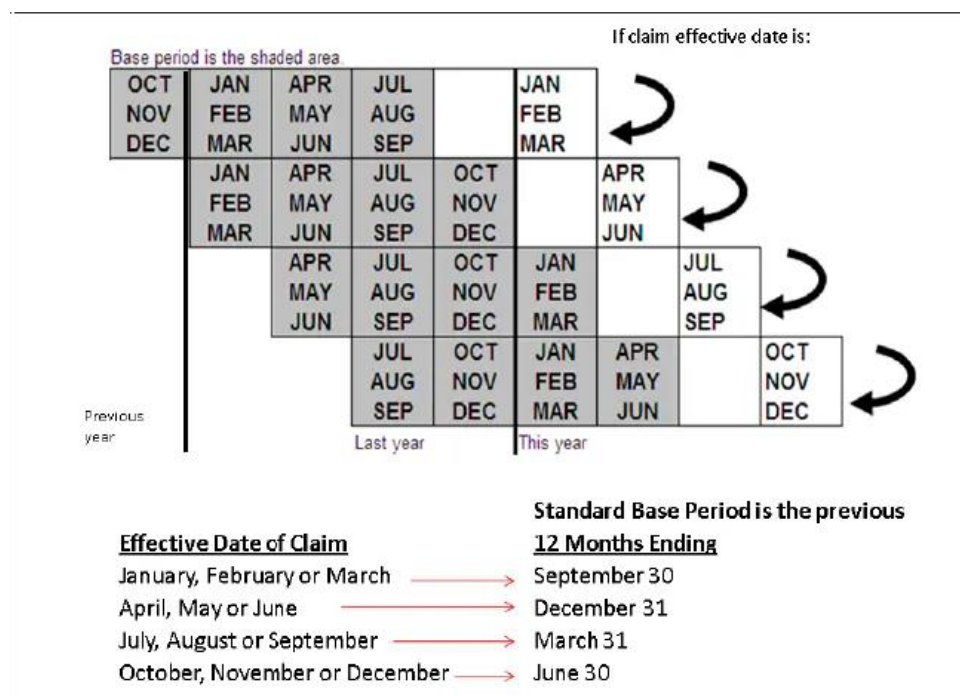 If claim effective date is:
Base period is the shaded area.
OCT JAN APR JUL JAN
NOV FEB MAY AUG FEB
DEC MAR JUN SEP MAR
JAN APR JUL OCT APR
FEB MAY AUG NOV MAY
MAR JUN SEP DEC JUN
APR JUL OCT JAN JUL
MAY AUG NOV FEB AUG
JUN SEP DEC MAR SEP
JUL OCT JAN APR OCT
AUG NOV FEB MAY NOV
SEP DEC MAR JUN DEC
Previous
year
Last year This year
Standard Base Period is the previous
Effective Date of Claim 12 Months Ending
January, February or March September 30
April, May or June December 31
July, August or September March 31
October, November or December June 30